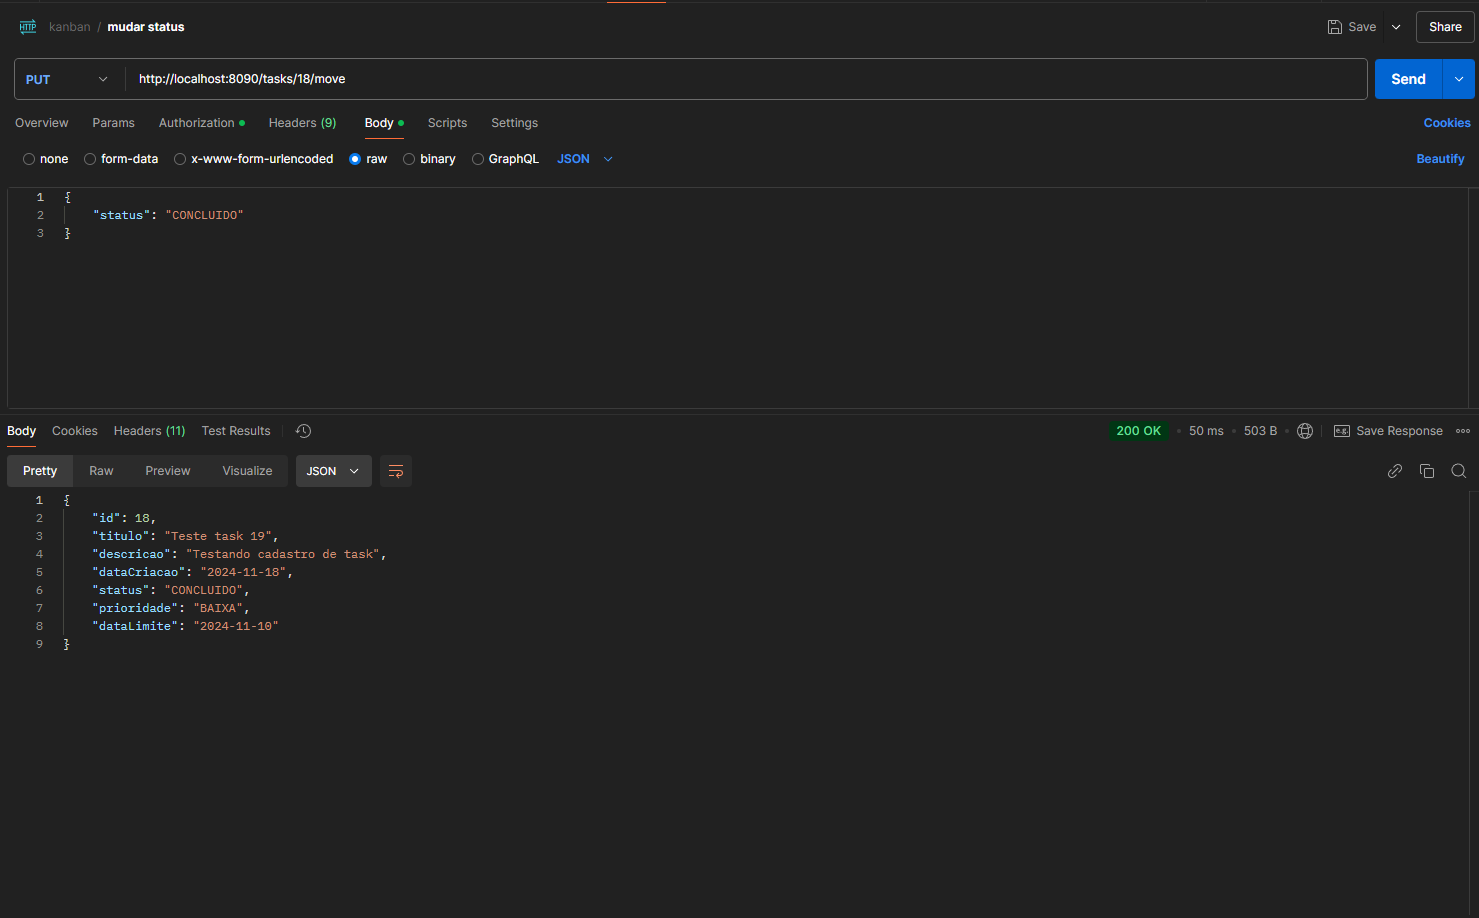 HTTP kanban / mudar status Save Share
PUT http://localhost:8090/tasks/18/move Send
Overview Params Authorization Headers (9) Body Scripts Settings Cookies
none form-data x-www-form-urlencoded raw binary GraphQL JSON Beautify
1 {
2 "status": "CONCLUIDO"
3 }
Body Cookies Headers (11) Test Results 200 OK • 50 ms • 503 B • e.g. Save Response
Pretty Raw Preview Visualize JSON
1 {
2 "id": 18,
3 "titulo": "Teste task 19",
4 "descricao": "Testando cadastro de task",
5 "dataCriacao": "2024-11-18",
6 "status": "CONCLUIDO",
7 "prioridade": "BAIXA",
8 "dataLimite": "2024-11-10"
9 }